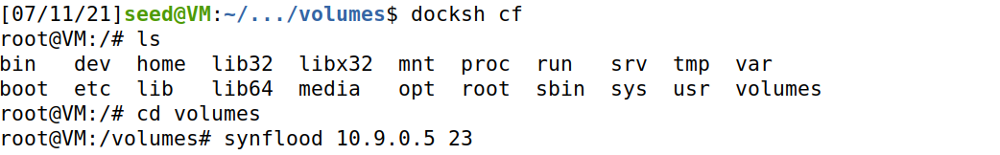 [07/11/21]seed@VM:~/.../volumes$ docksh cf
root@VM:/# ls
bin   dev  home  lib32  libx32  mnt  proc  run   srv  tmp  var
boot  etc  lib   lib64  media   opt  root  sbin  sys  usr  volumes
root@VM:/# cd volumes
root@VM:/volumes# synflood 10.9.0.5 23